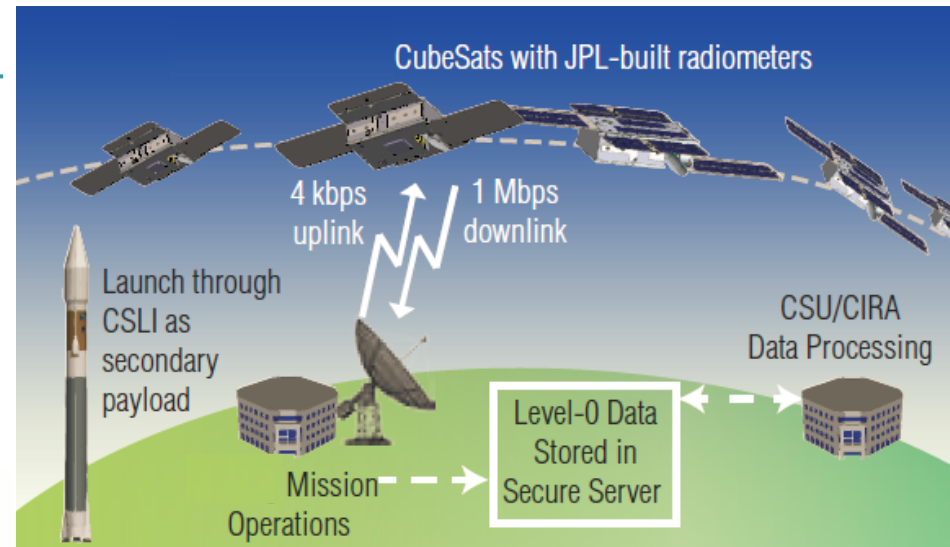 CubeSats with JPL-built radiometers
4 kbps
uplink
1 Mbps
downlink
Launch through
CSLI as
secondary
payload
CSU/CIRA
Data Processing
Level-0 Data
Stored in
Secure Server
Mission
Operations